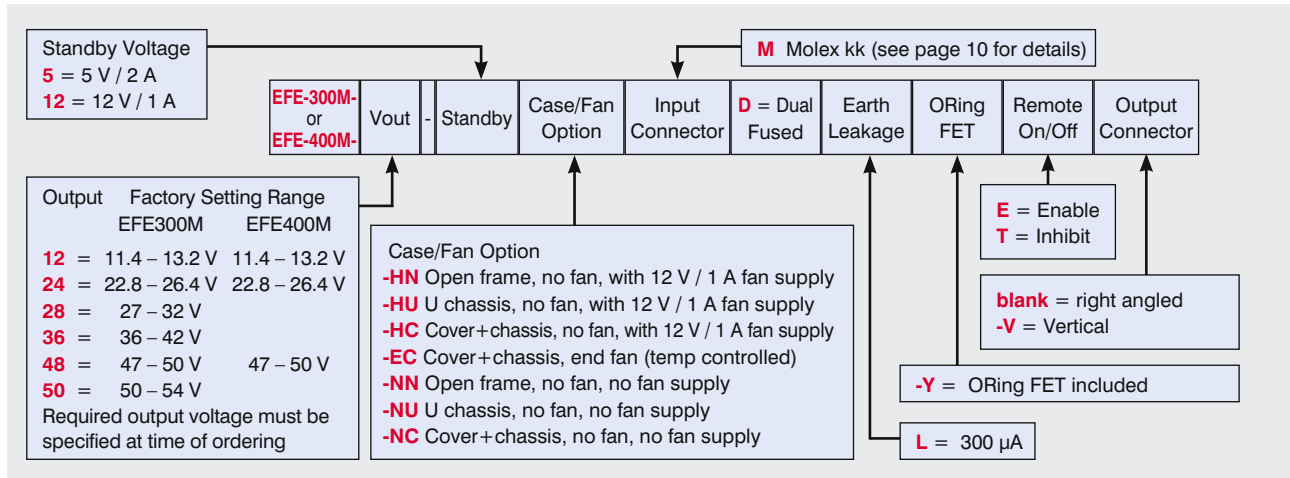 Standby Voltage
5 = 5 V / 2 A
12 = 12 V / 1 A
M Molex kk (see page 10 for details)
EFE-300M-
or
EFE-400M-
Vout
-
Standby
Case/Fan
Option
Input
Connector
D = Dual
Fused
Earth
Leakage
ORing
FET
Remote
On/Off
Output
Connector
Output Factory Setting Range
EFE300M EFE400M
12 = 11.4 – 13.2 V 11.4 – 13.2 V
24 = 22.8 – 26.4 V 22.8 – 26.4 V
28 = 27 – 32 V
36 = 36 – 42 V
48 = 47 – 50 V 47 – 50 V
50 = 50 – 54 V
Required output voltage must be
specified at time of ordering
Case/Fan Option
-HN Open frame, no fan, with 12 V / 1 A fan supply
-HU U chassis, no fan, with 12 V / 1 A fan supply
-HC Cover+chassis, no fan, with 12 V / 1 A fan supply
-EC Cover+chassis, end fan (temp controlled)
-NN Open frame, no fan, no fan supply
-NU U chassis, no fan, no fan supply
-NC Cover+chassis, no fan, no fan supply
E = Enable
T = Inhibit
blank = right angled
-V = Vertical
-Y = ORing FET included
L = 300 µA